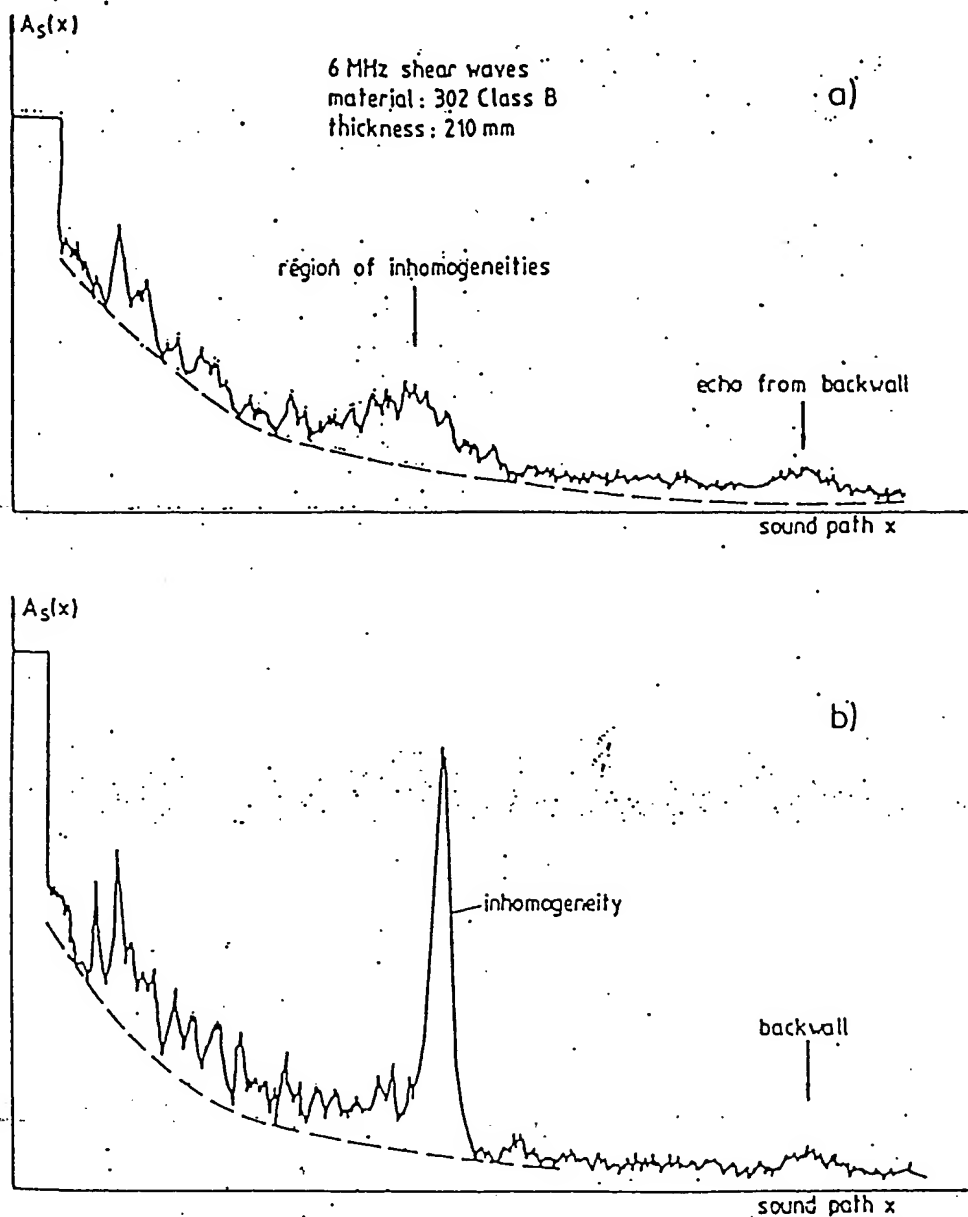 As(x)
6 MHz shear waves
material: 302 Class B
thickness: 210 mm
a)
région of inhomogeneities
echo from backwall
sound path x
As(x)
b)
inhomogeneity
backwall
sound path x